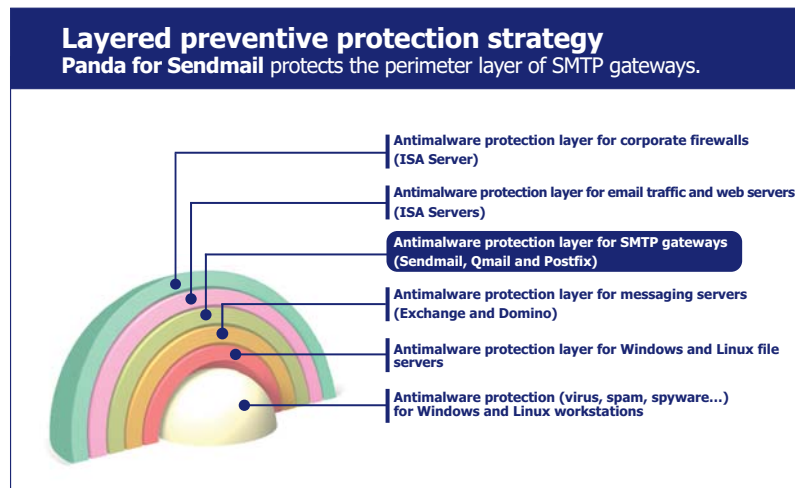 Layered preventive protection strategy
Panda for Sendmail protects the perimeter layer of SMTP gateways.
Antimalware protection layer for corporate firewalls
(ISA Server)
Antimalware protection layer for email traffic and web servers
(ISA Servers)
Antimalware protection layer for SMTP gateways
(Sendmail, Qmail and Postfix)
Antimalware protection layer for messaging servers
(Exchange and Domino)
Antimalware protection layer for Windows and Linux file
servers
Antimalware protection (virus, spam, spyware...)
for Windows and Linux workstations